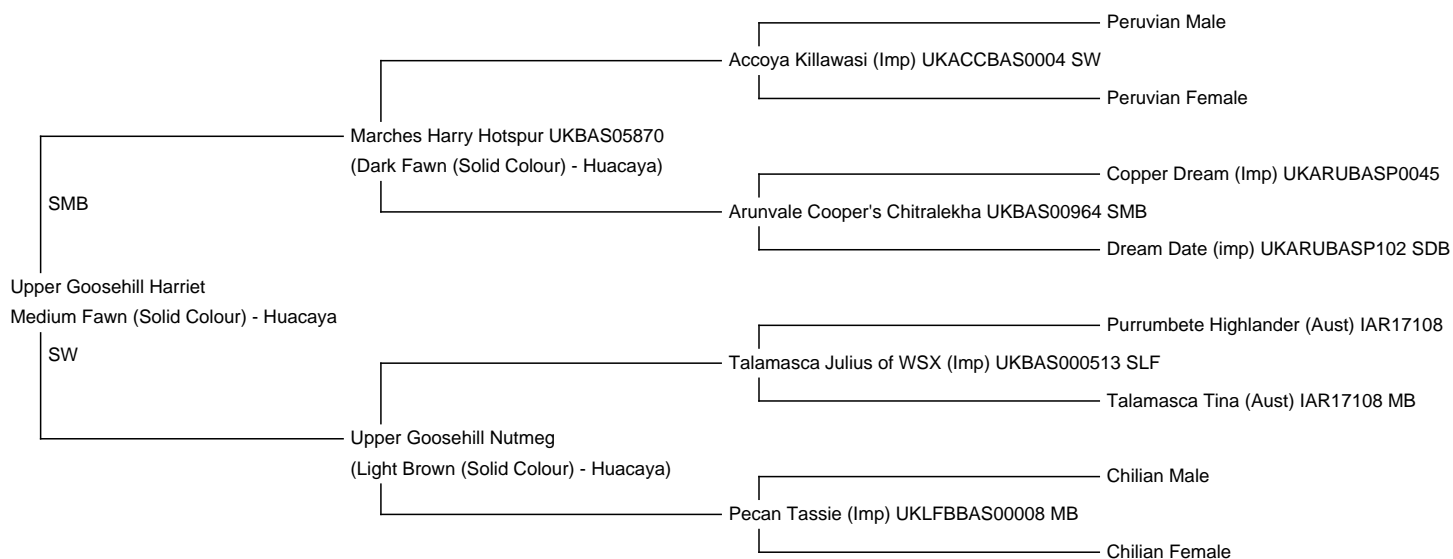 Peruvian Male
Accoya Killawasi (Imp) UKACCBAS0004 SW
Peruvian Female
Marches Harry Hotspur UKBAS05870
(Dark Fawn (Solid Colour) - Huacaya)
Copper Dream (Imp) UKARUBASP0045
SMB
Arunvale Cooper's Chitralekha UKBAS00964 SMB
Dream Date (imp) UKARUBASP102 SDB
Upper Goosehill Harriet
Medium Fawn (Solid Colour) - Huacaya
Purrumbete Highlander (Aust) IAR17108
SW
Talamasca Julius of WSX (Imp) UKBAS000513 SLF
Talamasca Tina (Aust) IAR17108 MB
Upper Goosehill Nutmeg
(Light Brown (Solid Colour) - Huacaya)
Chilian Male
Pecan Tassie (Imp) UKLFBBAS00008 MB
Chilian Female